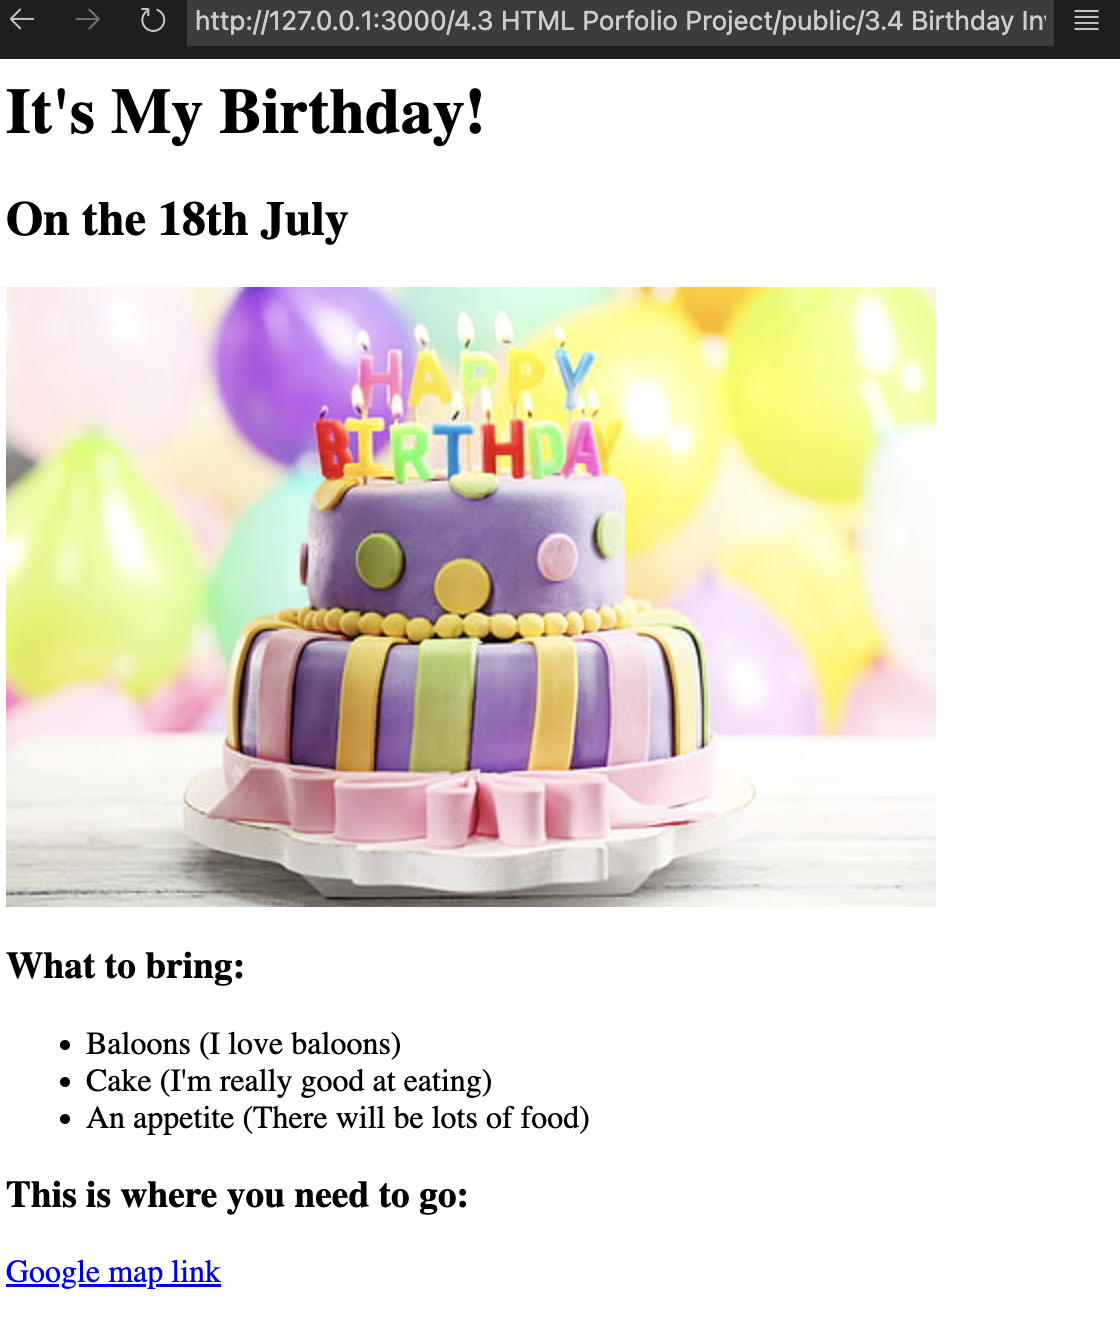 http://127.0.0.1:3000/4.3 HTML Porfolio Project/public/3.4 Birthday
It's My Birthday!
On the 18th July
HAPPY
BIRTHDAY
What to bring:
Baloons (I love baloons)
Cake (I'm really good at eating)
An appetite (There will be lots of food)
This is where you need to go:
Google map link